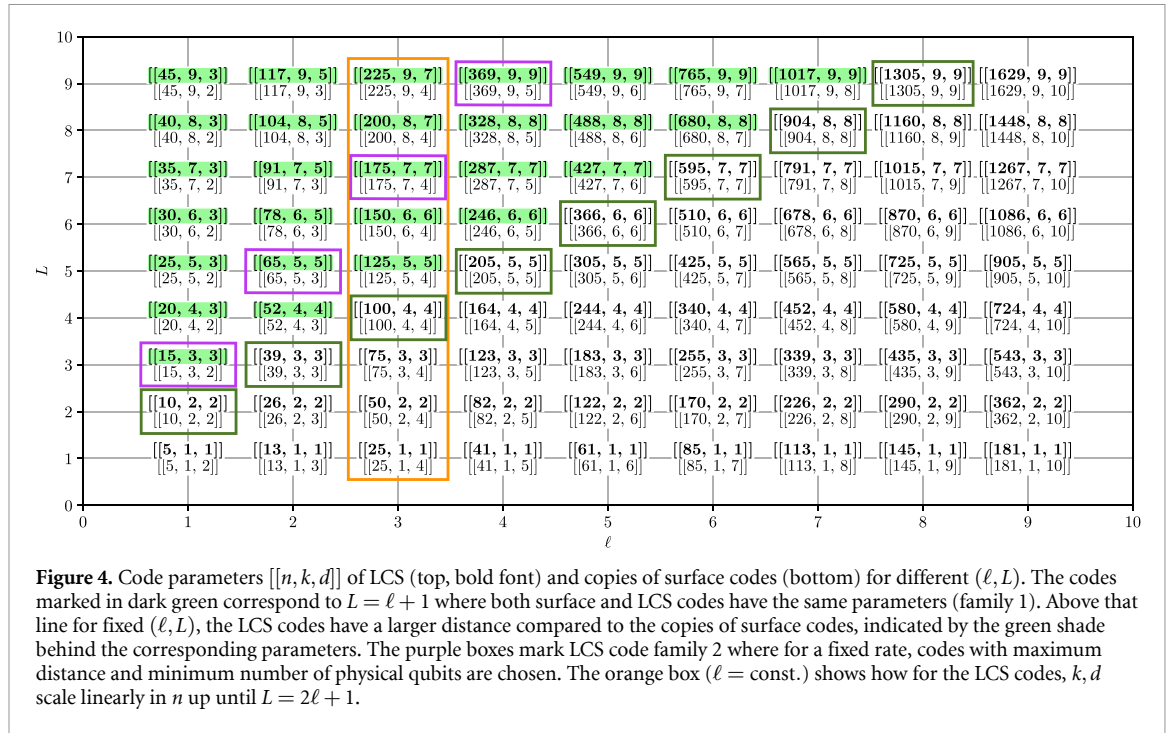 10
[[45, 9, 3]] [[117, 9, 5]] [[225, 9, 7]] [[369, 9, 9]] [[549, 9, 9]] [[765, 9, 9]] [[1017, 9, 9]] [[1305, 9, 9]] [[1629, 9, 9]]
9
[[45, 9, 2]] [[117, 9, 3]] [[225, 9, 4]] [[369, 9, 5]] [[549, 9, 6]] [[765, 9, 7]] [[1017, 9, 8]] [[1305, 9, 9]] [[1629, 9, 10]]
[[40, 8, 3]] [[104, 8, 5]] [[200, 8, 7]] [[328, 8, 8]] [[488, 8, 8]] [[680, 8, 8]] [[904, 8, 8]] [[1160, 8, 8]] [[1448, 8, 8]]
8
[[40, 8, 2]] [[104, 8, 3]] [[200, 8, 4]] [[328, 8, 5]] [[488, 8, 6]] [[680, 8, 7]] [[904, 8, 8]] [[1160, 8, 9]] [[1448, 8, 10]]
[[35, 7, 3]] [[91, 7, 5]] [[175, 7, 7]] [[287, 7, 7]] [[427, 7, 7]] [[595, 7, 7]] [[791, 7, 7]] [[1015, 7, 7]] [[1267, 7, 7]]
7
[[35, 7, 2]] [[91, 7, 3]] [[175, 7, 4]] [[287, 7, 5]] [[427, 7, 6]] [[595, 7, 7]] [[791, 7, 8]] [[1015, 7, 9]] [[1267, 7, 10]]
[[30, 6, 3]] [[78, 6, 5]] [[150, 6, 6]] [[246, 6, 6]] [[366, 6, 6]] [[510, 6, 6]] [[678, 6, 6]] [[870, 6, 6]] [[1086, 6, 6]]
6
[[30, 6, 2]] [[78, 6, 3]] [[150, 6, 4]] [[246, 6, 5]] [[366, 6, 6]] [[510, 6, 7]] [[678, 6, 8]] [[870, 6, 9]] [[1086, 6, 10]]
L
[[25, 5, 3]] [[65, 5, 5]] [[125, 5, 5]] [[205, 5, 5]] [[305, 5, 5]] [[425, 5, 5]] [[565, 5, 5]] [[725, 5, 5]] [[905, 5, 5]]
5
[[25, 5, 2]] [[65, 5, 3]] [[125, 5, 4]] [[205, 5, 5]] [[305, 5, 6]] [[425, 5, 7]] [[565, 5, 8]] [[725, 5, 9]] [[905, 5, 10]]
[[20, 4, 3]] [[52, 4, 4]] [[100, 4, 4]] [[164, 4, 4]] [[244, 4, 4]] [[340, 4, 4]] [[452, 4, 4]] [[580, 4, 4]] [[724, 4, 4]]
4
[[20, 4, 2]] [[52, 4, 3]] [[100, 4, 4]] [[164, 4, 5]] [[244, 4, 6]] [[340, 4, 7]] [[452, 4, 8]] [[580, 4, 9]] [[724, 4, 10]]
[[15, 3, 3]] [[39, 3, 3]] [[75, 3, 3]] [[123, 3, 3]] [[183, 3, 3]] [[255, 3, 3]] [[339, 3, 3]] [[435, 3, 3]] [[543, 3, 3]]
3
[[15, 3, 2]] [[39, 3, 3]] [[75, 3, 4]] [[123, 3, 5]] [[183, 3, 6]] [[255, 3, 7]] [[339, 3, 8]] [[435, 3, 9]] [[543, 3, 10]]
[[10, 2, 2]] [[26, 2, 2]] [[50, 2, 2]] [[82, 2, 2]] [[122, 2, 2]] [[170, 2, 2]] [[226, 2, 2]] [[290, 2, 2]] [[362, 2, 2]]
2
[[10, 2, 2]] [[26, 2, 3]] [[50, 2, 4]] [[82, 2, 5]] [[122, 2, 6]] [[170, 2, 7]] [[226, 2, 8]] [[290, 2, 9]] [[362, 2, 10]]
[[5, 1, 1]] [[13, 1, 1]] [[25, 1, 1]] [[41, 1, 1]] [[61, 1, 1]] [[85, 1, 1]] [[113, 1, 1]] [[145, 1, 1]] [[181, 1, 1]]
1
[[5, 1, 2]] [[13, 1, 3]] [[25, 1, 4]] [[41, 1, 5]] [[61, 1, 6]] [[85, 1, 7]] [[113, 1, 8]] [[145, 1, 9]] [[181, 1, 10]]
0
0 1 2 3 4 5 6 7 8 9 10
ℓ
Figure 4. Code parameters [[n,k,d]] of LCS (top, bold font) and copies of surface codes (bottom) for different (ℓ,L). The codes
marked in dark green correspond to L = ℓ + 1 where both surface and LCS codes have the same parameters (family 1). Above that
line for fixed (ℓ,L), the LCS codes have a larger distance compared to the copies of surface codes, indicated by the green shade
behind the corresponding parameters. The purple boxes mark LCS code family 2 where for a fixed rate, codes with maximum
distance and minimum number of physical qubits are chosen. The orange box (ℓ = const.) shows how for the LCS codes, k,d
scale linearly in n up until L = 2ℓ + 1.